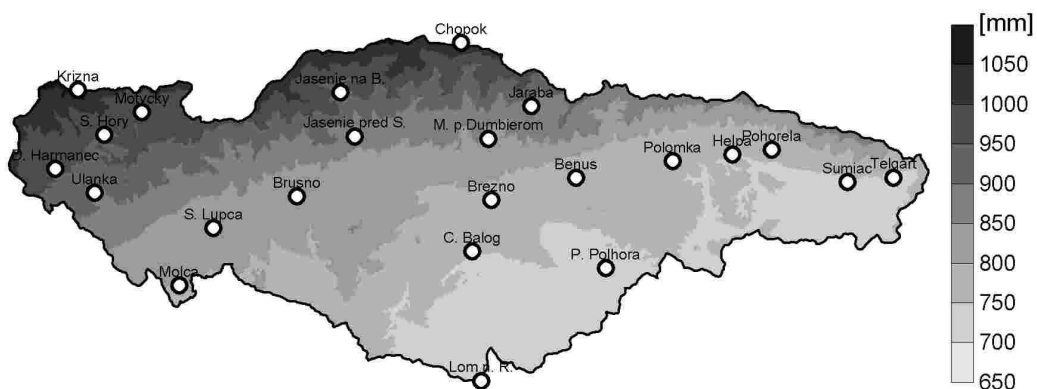 [mm]
Chopok
1050
Krizna
Jasenie na B.
Motycky
Jaraba
1000
S. Hory
Jasenie pred S.
M. p.Dumbierom
950
D. Harmanec
Benus
Polomka
Helpa
Pohorela
Ulanka
Brusno
Brezno
Sumiac
Telgart
900
S. Lupca
850
C. Balog
P. Polhora
800
Molca
750
700
Lom n. R.
650